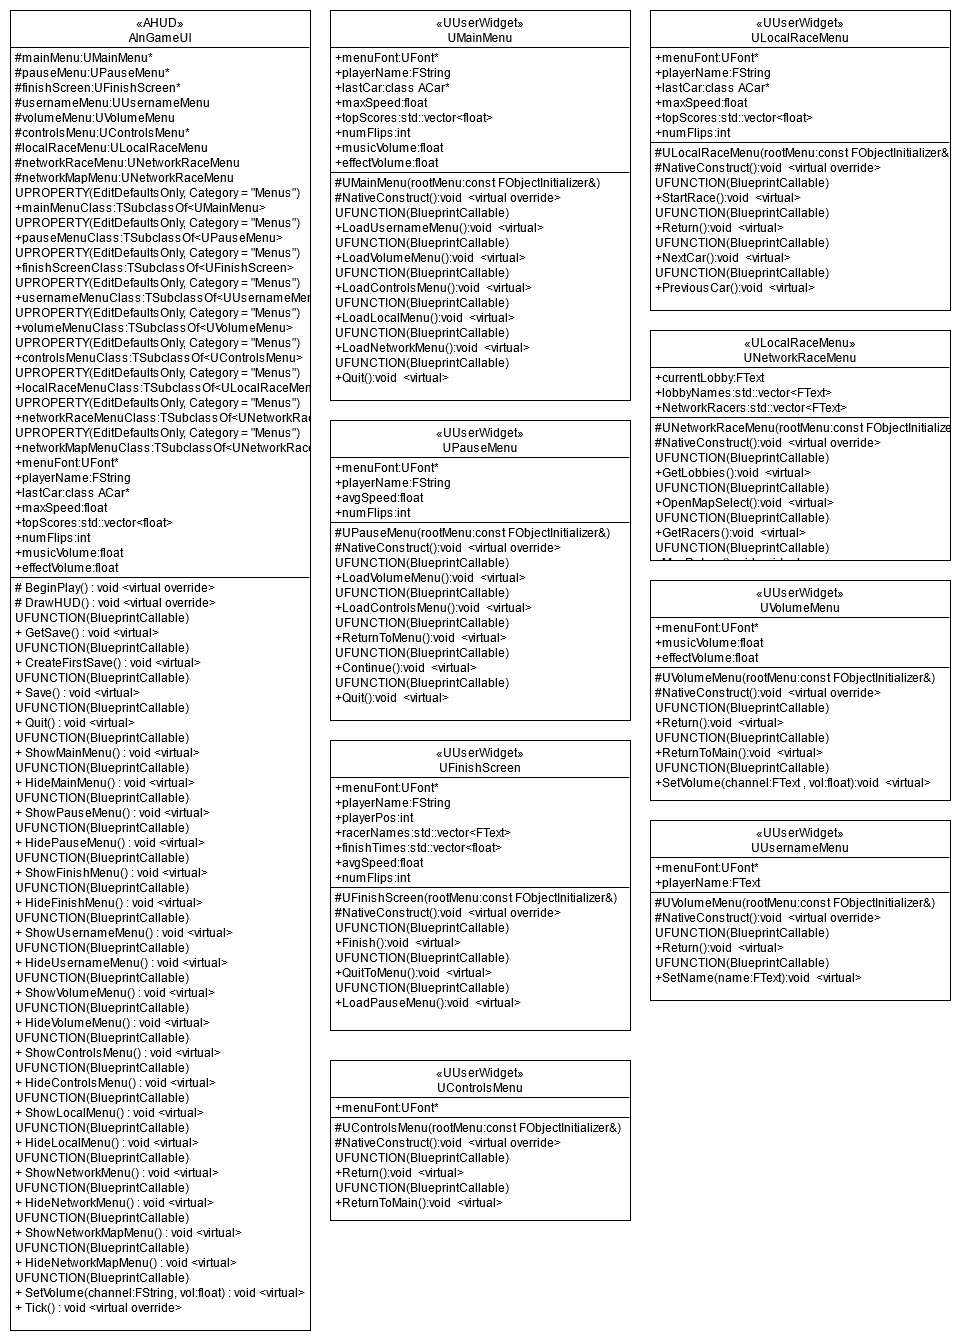 «AHUD»
AInGameUI
#mainMenu:UMainMenu*
#pauseMenu:UPauseMenu*
#finishScreen:UFinishScreen*
#usernameMenu:UUsernameMenu
#volumeMenu:UVolumeMenu
#controlsMenu:UControlsMenu*
#localRaceMenu:ULocalRaceMenu
#networkRaceMenu:UNetworkRaceMenu
#networkMapMenu:UNetworkRaceMenu
UPROPERTY(EditDefaultsOnly, Category = "Menus")
+mainMenuClass:TSubclassOf<UMainMenu>
UPROPERTY(EditDefaultsOnly, Category = "Menus")
+pauseMenuClass:TSubclassOf<UPauseMenu>
UPROPERTY(EditDefaultsOnly, Category = "Menus")
+finishScreenClass:TSubclassOf<UFinishScreen>
UPROPERTY(EditDefaultsOnly, Category = "Menus")
+usernameMenuClass:TSubclassOf<UUsernameMer
UPROPERTY(EditDefaultsOnly, Category = "Menus")
+volumeMenuClass:TSubclassOf<UVolumeMenu>
UPROPERTY(EditDefaultsOnly, Category = "Menus")
+controlsMenuClass:TSubclassOf<UControlsMenu>
UPROPERTY(EditDefaultsOnly, Category = "Menus")
+localRaceMenuClass:TSubclassOf<ULocalRaceMen
UPROPERTY(EditDefaultsOnly, Category = "Menus")
+networkRaceMenuClass:TSubclassOf<UNetworkRac
UPROPERTY(EditDefaultsOnly, Category = "Menus")
+networkMapMenuClass:TSubclassOf<UNetworkRac
+menuFont:UFont*
+playerName:FString
+lastCar:class ACar*
+maxSpeed:float
+topScores:std::vector<float>
+numFlips:int
+musicVolume:float
+effectVolume:float
# BeginPlay() : void <virtual override>
# DrawHUD() : void <virtual override>
UFUNCTION(BlueprintCallable)
+ GetSave() : void <virtual>
UFUNCTION(BlueprintCallable)
+ CreateFirstSave() : void <virtual>
UFUNCTION(BlueprintCallable)
+ Save() : void <virtual>
UFUNCTION(BlueprintCallable)
+ Quit() : void <virtual>
UFUNCTION(BlueprintCallable)
+ ShowMainMenu() : void <virtual>
UFUNCTION(BlueprintCallable)
+ HideMainMenu() : void <virtual>
UFUNCTION(BlueprintCallable)
+ ShowPauseMenu() : void <virtual>
UFUNCTION(BlueprintCallable)
+ HidePauseMenu() : void <virtual>
UFUNCTION(BlueprintCallable)
+ ShowFinishMenu() : void <virtual>
UFUNCTION(BlueprintCallable)
+ HideFinishMenu() : void <virtual>
UFUNCTION(BlueprintCallable)
+ ShowUsernameMenu() : void <virtual>
UFUNCTION(BlueprintCallable)
+ HideUsernameMenu() : void <virtual>
UFUNCTION(BlueprintCallable)
+ ShowVolumeMenu() : void <virtual>
UFUNCTION(BlueprintCallable)
+ HideVolumeMenu() : void <virtual>
UFUNCTION(BlueprintCallable)
+ ShowControlsMenu() : void <virtual>
UFUNCTION(BlueprintCallable)
+ HideControlsMenu() : void <virtual>
UFUNCTION(BlueprintCallable)
+ ShowLocalMenu() : void <virtual>
UFUNCTION(BlueprintCallable)
+ HideLocalMenu() : void <virtual>
UFUNCTION(BlueprintCallable)
+ ShowNetworkMenu() : void <virtual>
UFUNCTION(BlueprintCallable)
+ HideNetworkMenu() : void <virtual>
UFUNCTION(BlueprintCallable)
+ ShowNetworkMapMenu() : void <virtual>
UFUNCTION(BlueprintCallable)
+ HideNetworkMapMenu() : void <virtual>
UFUNCTION(BlueprintCallable)
+ SetVolume(channel:FString, vol:float) : void <virtual>
+ Tick() : void <virtual override>
«UUserWidget»
UMainMenu
+menuFont:UFont*
+playerName:FString
+lastCar:class ACar*
+maxSpeed:float
+topScores:std::vector<float>
+numFlips:int
+musicVolume:float
+effectVolume:float
#UMainMenu(rootMenu:const FObjectInitializer&)
#NativeConstruct():void <virtual override>
UFUNCTION(BlueprintCallable)
+LoadUsernameMenu():void <virtual>
UFUNCTION(BlueprintCallable)
+LoadVolumeMenu():void <virtual>
UFUNCTION(BlueprintCallable)
+LoadControlsMenu():void <virtual>
UFUNCTION(BlueprintCallable)
+LoadLocalMenu():void <virtual>
UFUNCTION(BlueprintCallable)
+LoadNetworkMenu():void <virtual>
UFUNCTION(BlueprintCallable)
+Quit():void <virtual>
«UUserWidget»
UPauseMenu
+menuFont:UFont*
+playerName:FString
+avgSpeed:float
+numFlips:int
#UPauseMenu(rootMenu:const FObjectInitializer&)
#NativeConstruct():void <virtual override>
UFUNCTION(BlueprintCallable)
+LoadVolumeMenu():void <virtual>
UFUNCTION(BlueprintCallable)
+LoadControlsMenu():void <virtual>
UFUNCTION(BlueprintCallable)
+ReturnToMenu():void <virtual>
UFUNCTION(BlueprintCallable)
+Continue():void <virtual>
UFUNCTION(BlueprintCallable)
+Quit():void <virtual>
«UUserWidget»
UFinishScreen
+menuFont:UFont*
+playerName:FString
+playerPos:int
+racerNames:std::vector<FText>
+finishTimes:std::vector<float>
+avgSpeed:float
+numFlips:int
#UFinishScreen(rootMenu:const FObjectInitializer&)
#NativeConstruct():void <virtual override>
UFUNCTION(BlueprintCallable)
+Finish():void <virtual>
UFUNCTION(BlueprintCallable)
+QuitToMenu():void <virtual>
UFUNCTION(BlueprintCallable)
+LoadPauseMenu():void <virtual>
«UUserWidget»
UControlsMenu
+menuFont:UFont*
#UControlsMenu(rootMenu:const FObjectInitializer&)
#NativeConstruct():void <virtual override>
UFUNCTION(BlueprintCallable)
+Return():void <virtual>
UFUNCTION(BlueprintCallable)
+ReturnToMain():void <virtual>
«UUserWidget»
ULocalRaceMenu
+menuFont:UFont*
+playerName:FString
+lastCar:class ACar*
+maxSpeed:float
+topScores:std::vector<float>
+numFlips:int
#ULocalRaceMenu(rootMenu:const FObjectInitializer&
#NativeConstruct():void <virtual override>
UFUNCTION(BlueprintCallable)
+StartRace():void <virtual>
UFUNCTION(BlueprintCallable)
+Return():void <virtual>
UFUNCTION(BlueprintCallable)
+NextCar():void <virtual>
UFUNCTION(BlueprintCallable)
+PreviousCar():void <virtual>
«ULocalRaceMenu»
UNetworkRaceMenu
+currentLobby:FText
+lobbyNames:std::vector<FText>
+NetworkRacers:std::vector<FText>
#UNetworkRaceMenu(rootMenu:const FObjectInitialize
#NativeConstruct():void <virtual override>
UFUNCTION(BlueprintCallable)
+GetLobbies():void <virtual>
UFUNCTION(BlueprintCallable)
+OpenMapSelect():void <virtual>
UFUNCTION(BlueprintCallable)
+GetRacers():void <virtual>
UFUNCTION(BlueprintCallable)
«UUserWidget»
UVolumeMenu
+menuFont:UFont*
+musicVolume:float
+effectVolume:float
#UVolumeMenu(rootMenu:const FObjectInitializer&)
#NativeConstruct():void <virtual override>
UFUNCTION(BlueprintCallable)
+Return():void <virtual>
UFUNCTION(BlueprintCallable)
+ReturnToMain():void <virtual>
UFUNCTION(BlueprintCallable)
+SetVolume(channel:FText , vol:float):void <virtual>
«UUserWidget»
UUsernameMenu
+menuFont:UFont*
+playerName:FText
#UVolumeMenu(rootMenu:const FObjectInitializer&)
#NativeConstruct():void <virtual override>
UFUNCTION(BlueprintCallable)
+Return():void <virtual>
UFUNCTION(BlueprintCallable)
+SetName(name:FText):void <virtual>